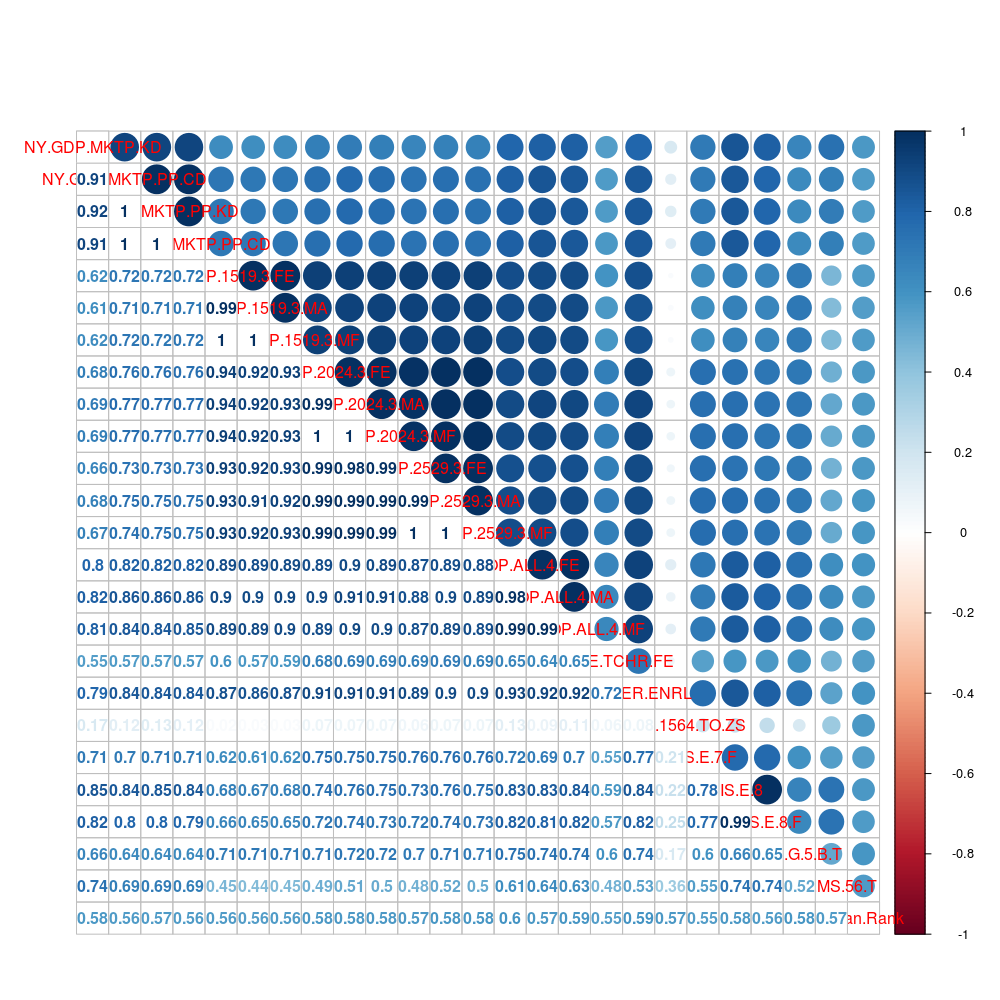 NY.GDP.MKTP.KD
0.91 MKTP.PP.CD
0.92 1 MKTP.PP.KD
0.91 1 1 MKTP.PP.CD
0.62 0.72 0.72 0.72 P.1519.3.FE
0.61 0.71 0.71 0.71 0.99 P.1519.3.MA
0.62 0.72 0.72 0.72 1 1 P.1519.3.MF
0.68 0.76 0.76 0.76 0.94 0.92 0.93 P.2024.3.FE
0.69 0.77 0.77 0.77 0.94 0.92 0.93 0.99 P.2024.3.MA
0.69 0.77 0.77 0.77 0.94 0.92 0.93 1 1 P.2024.3.MF
0.66 0.73 0.73 0.73 0.93 0.92 0.93 0.99 0.98 0.99 P.2529.3.FE
0.68 0.75 0.75 0.75 0.93 0.91 0.92 0.99 0.99 0.99 0.99 P.2529.3.MA
0.67 0.74 0.75 0.75 0.93 0.92 0.93 0.99 0.99 0.99 1 1 P.2529.3.MF
0.8 0.82 0.82 0.82 0.89 0.89 0.89 0.89 0.9 0.89 0.87 0.89 0.88 P.ALL.4.FE
0.82 0.86 0.86 0.86 0.9 0.9 0.9 0.9 0.91 0.91 0.88 0.9 0.89 0.98 P.ALL.4.MA
0.81 0.84 0.84 0.85 0.89 0.89 0.9 0.89 0.9 0.9 0.87 0.89 0.89 0.99 0.99 P.ALL.4.MF
0.55 0.57 0.57 0.57 0.6 0.57 0.59 0.68 0.69 0.69 0.69 0.69 0.69 0.65 0.64 0.65 E.TCHR.FE
0.79 0.84 0.84 0.84 0.87 0.86 0.87 0.91 0.91 0.91 0.89 0.9 0.9 0.93 0.92 0.92 0.72 ER.ENRL
0.17 0.12 0.13 0.12 0.07 0.07 0.07 0.06 0.07 0.07 0.13 0.09 0.11 0.06 0.08 .1564.TO.ZS
0.71 0.7 0.71 0.71 0.62 0.61 0.62 0.75 0.75 0.75 0.76 0.76 0.76 0.72 0.69 0.7 0.55 0.77 0.21 S.E.7.F
0.85 0.84 0.85 0.84 0.68 0.67 0.68 0.74 0.75 0.75 0.73 0.75 0.75 0.83 0.83 0.84 0.59 0.84 0.22 0.78 IS.E.8
0.82 0.8 0.8 0.79 0.66 0.65 0.65 0.72 0.74 0.73 0.72 0.74 0.73 0.82 0.81 0.82 0.57 0.82 0.25 0.77 0.99 S.E.8.F
0.66 0.64 0.64 0.64 0.71 0.71 0.71 0.71 0.72 0.72 0.7 0.71 0.71 0.75 0.74 0.74 0.6 0.74 0.17 0.6 0.66 0.65 .G.5.B.T
0.74 0.69 0.69 0.69 0.45 0.44 0.45 0.49 0.51 0.5 0.48 0.52 0.5 0.61 0.64 0.63 0.48 0.53 0.36 0.55 0.74 0.74 0.52 MS.56.T
0.58 0.56 0.57 0.56 0.56 0.56 0.56 0.58 0.58 0.58 0.57 0.58 0.58 0.6 0.57 0.59 0.55 0.59 0.57 0.55 0.58 0.56 0.58 0.57 an.Rank
1
0.8
0.6
0.4
0.2
0
-0.2
-0.4
-0.6
-0.8
-1